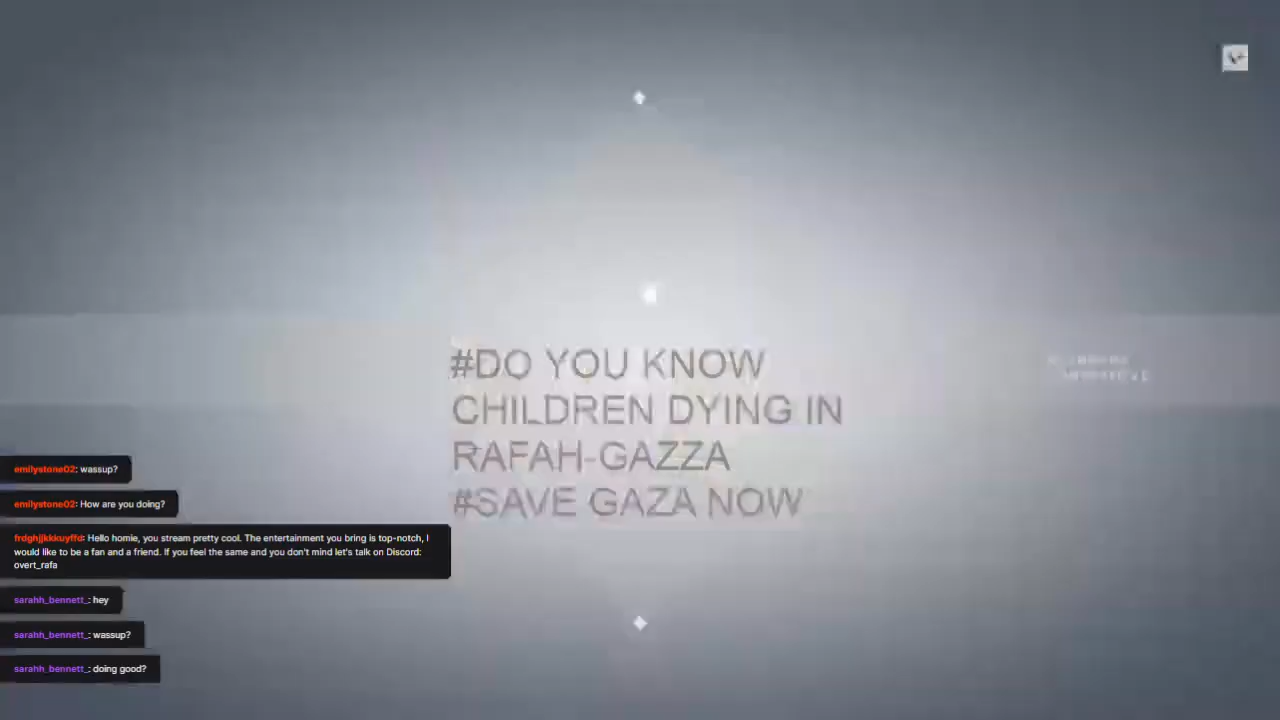 #DO YOU KNOW
CHILDREN DYING IN
RAFAH-GAZZA
#SAVE GAZA NOW
emilystone02: wassup?
emilystone02: How are you doing?
frdghjjkkkuyffd: Hello homie, you stream pretty cool. The entertainment you bring is top-notch, I
would like to be a fan and a friend. If you feel the same and you don't mind let's talk on Discord:
overt_rafa
sarahh_bennett_: hey
sarahh_bennett_: wassup?
sarahh_bennett_: doing good?